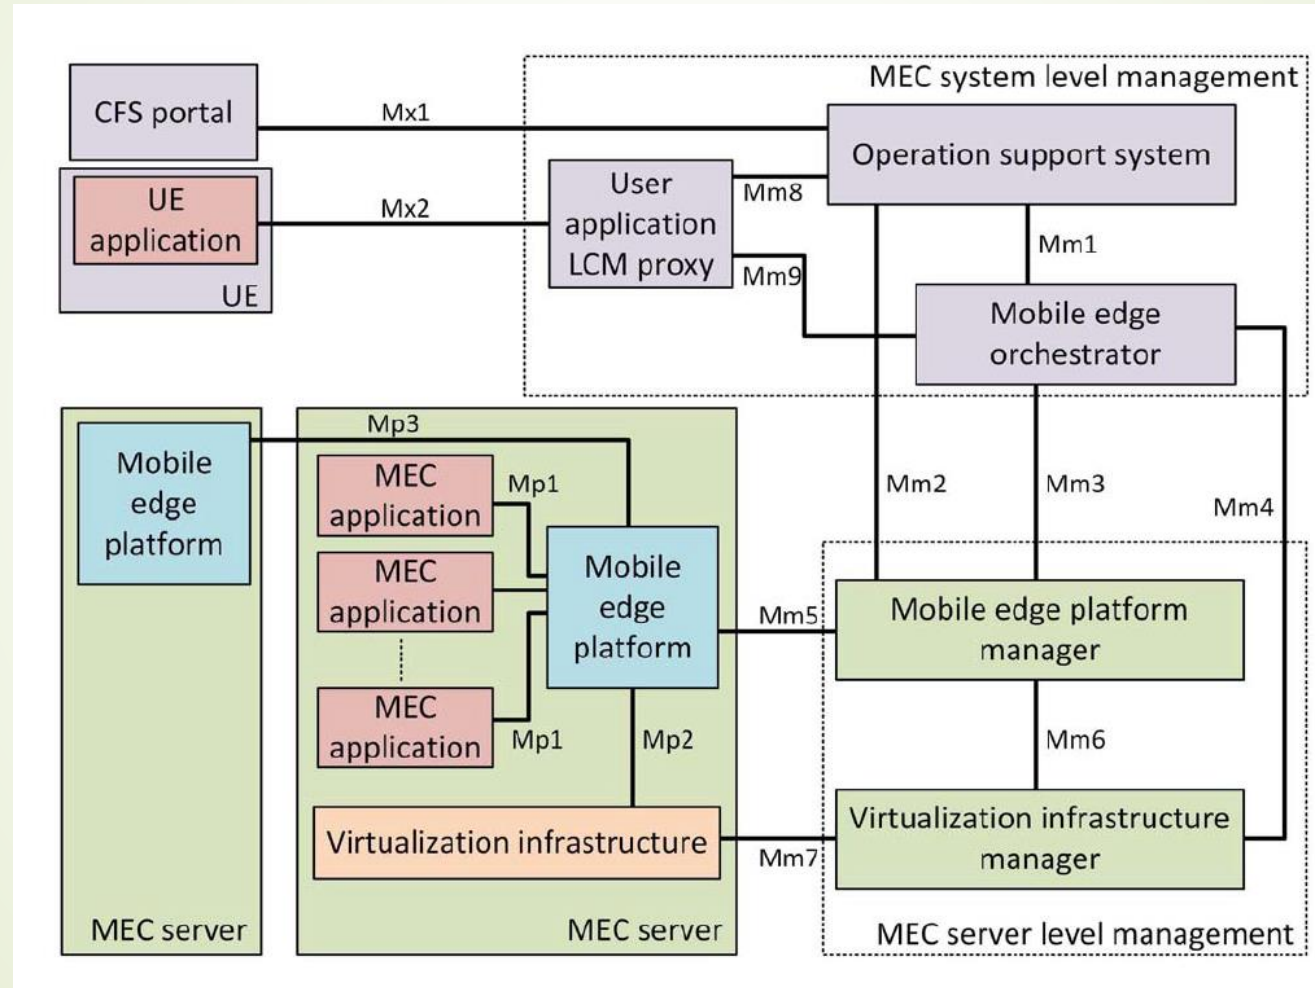 MEC system level management
CFS portal
Mx1
Operation support system
UE
application
UE
Mx2
User
application
LCM proxy
Mm8
Mm9
Mm1
Mobile edge
orchestrator
Mm2
Mm3
Mm4
Mobile
edge
platform
MEC server
Mp3
MEC
application
Mp1
MEC
application
MEC
application
Mp1
Mobile
edge
platform
Mp2
Virtualization infrastructure
MEC server
Mm5
Mobile edge platform
manager
Mm6
Mm7
Virtualization infrastructure
manager
MEC server level management